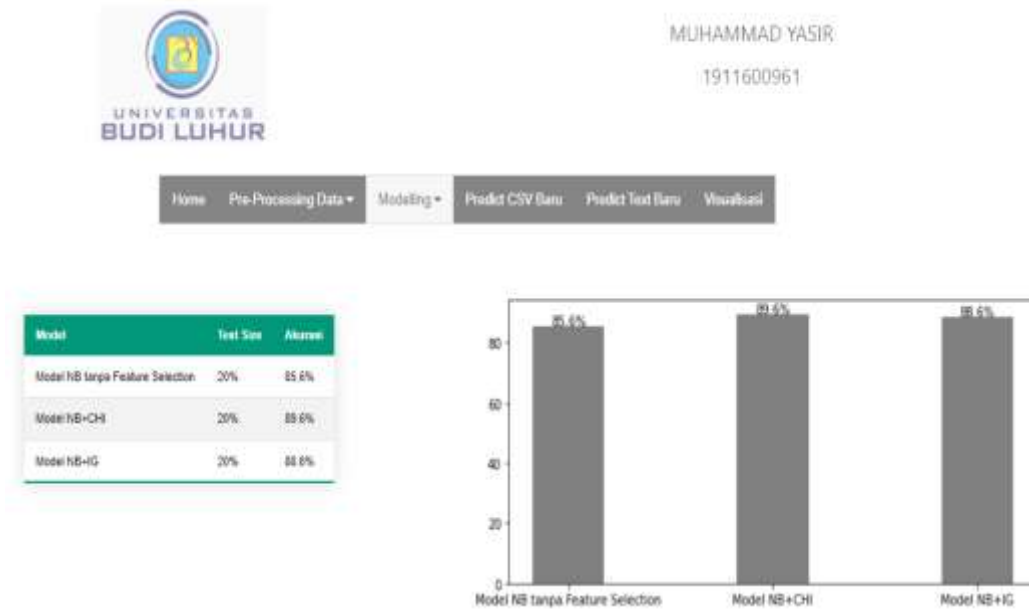 MUHAMMAD YASIR
1911600961
UNIVERSITAS
BUDI LUHUR
Home Pre-Processing Data Modelling Predict CSV Baru Predict Text Baru Visualisasi
Model Test Size Akurasi
Model NB tanpa Feature Selection 20% 85.6%
Model NB+CHI 20% 89.6%
Model NB+IG 20% 88.6%
85.6% 89.6% 88.6%
80
60
40
20
0
Model NB tanpa Feature Selection Model NB+CHI Model NB+IG